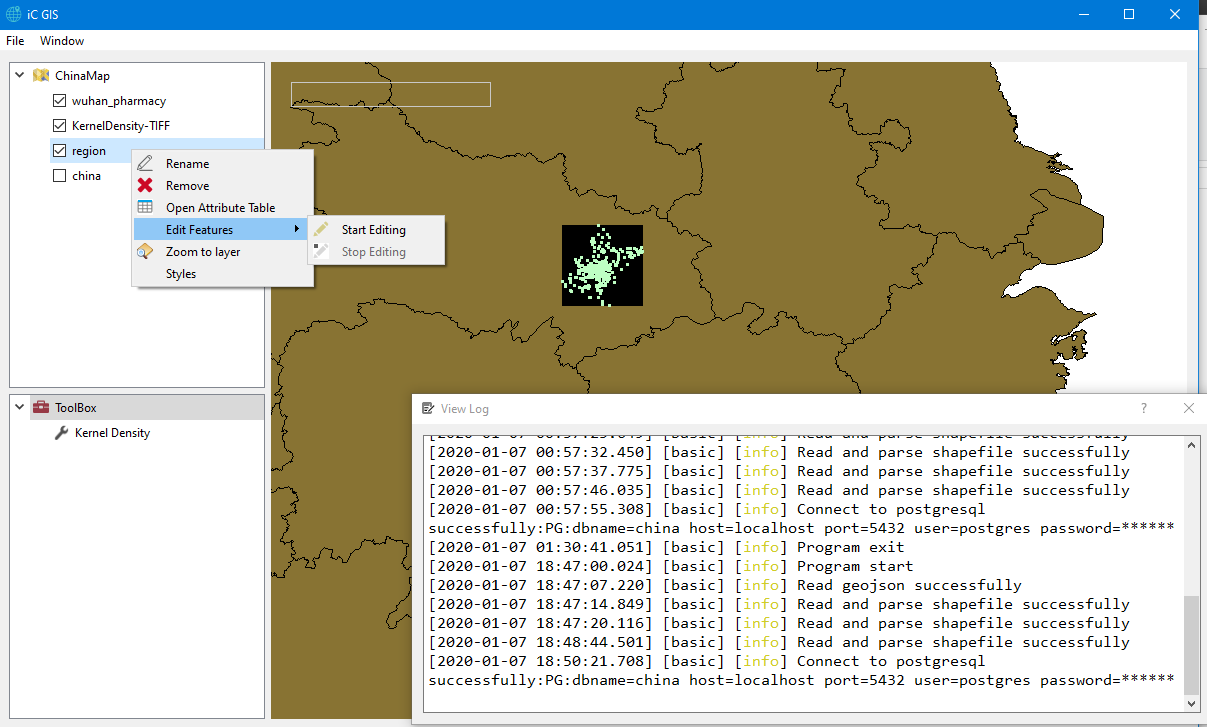 iC GIS
File Window
ChinaMap
wuhan_pharmacy
KernelDensity-TIFF
region
china
Rename
Remove
Open Attribute Table
Edit Features
Zoom to layer
Styles
Start Editing
Stop Editing
ToolBox
Kernel Density
View Log
?
Read and parse shapefile successfully
[2020-01-07 00:57:32.450] [basic] [info] Read and parse shapefile successfully
[2020-01-07 00:57:37.775] [basic] [info] Read and parse shapefile successfully
[2020-01-07 00:57:46.035] [basic] [info] Read and parse shapefile successfully
[2020-01-07 00:57:55.308] [basic] [info] Connect to postgresql
successfully:PG:dbname=china host=localhost port=5432 user=postgres password=******
[2020-01-07 01:30:41.051] [basic] [info] Program exit
[2020-01-07 18:47:00.024] [basic] [info] Program start
[2020-01-07 18:47:07.220] [basic] [info] Read geojson successfully
[2020-01-07 18:47:14.849] [basic] [info] Read and parse shapefile successfully
[2020-01-07 18:47:20.116] [basic] [info] Read and parse shapefile successfully
[2020-01-07 18:48:44.501] [basic] [info] Read and parse shapefile successfully
[2020-01-07 18:50:21.708] [basic] [info] Connect to postgresql
successfully:PG:dbname=china host=localhost port=5432 user=postgres password=******